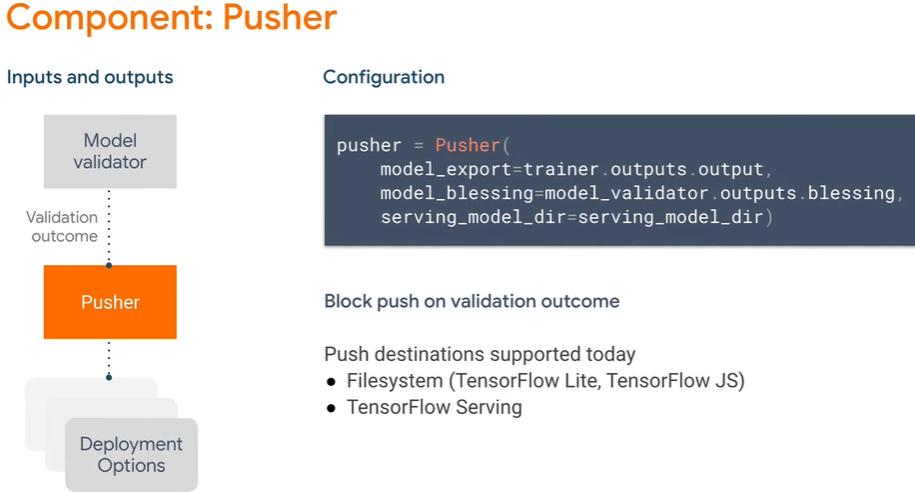 Component: Pusher
Inputs and outputs
Model
validator
Validation
outcome
Pusher
Deployment
Options
Configuration
pusher = Pusher(
    model_export=trainer.outputs.output,
    model_blessing=model_validator.outputs.blessing,
    serving_model_dir=serving_model_dir)
Block push on validation outcome
Push destinations supported today
● Filesystem (TensorFlow Lite, TensorFlow JS)
● TensorFlow Serving